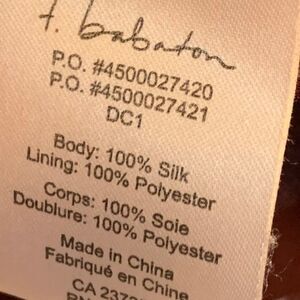 f. babaton
P.O. #4500027420
P.O. #4500027421
DC1
Body: 100% Silk
Lining: 100% Polyester
Corps: 100% Soie
Doublure: 100% Polyester
Made in China
Fabriqué en Chine